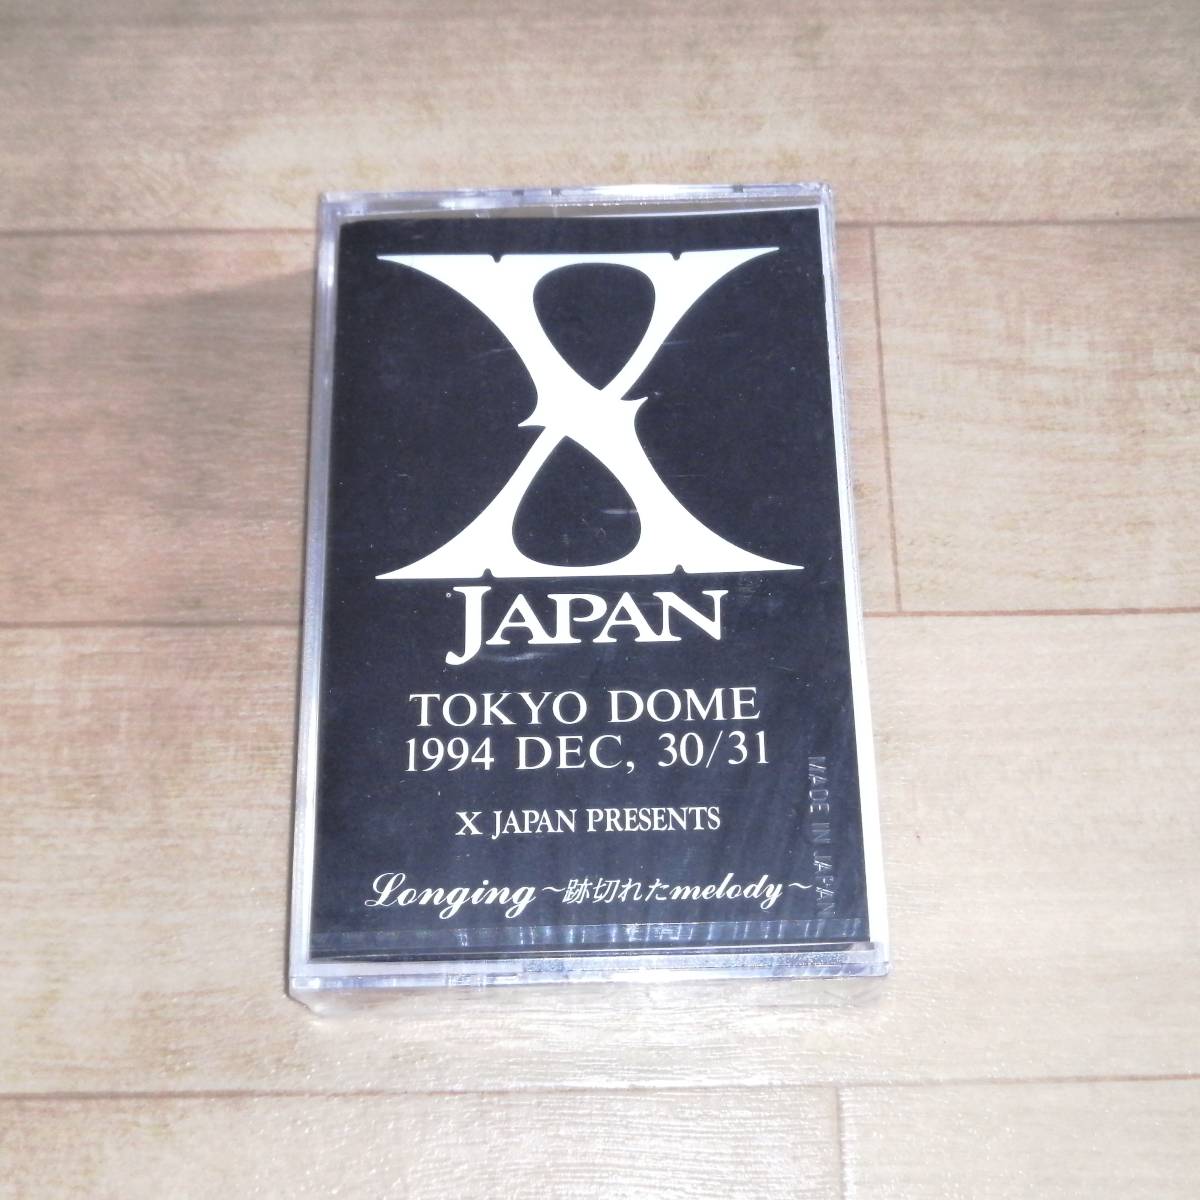 X
JAPAN
TOKYO DOME
1994 DEC, 30/31
X JAPAN PRESENTS
Longing～跡切れたmelody～
MADE IN JAPAN